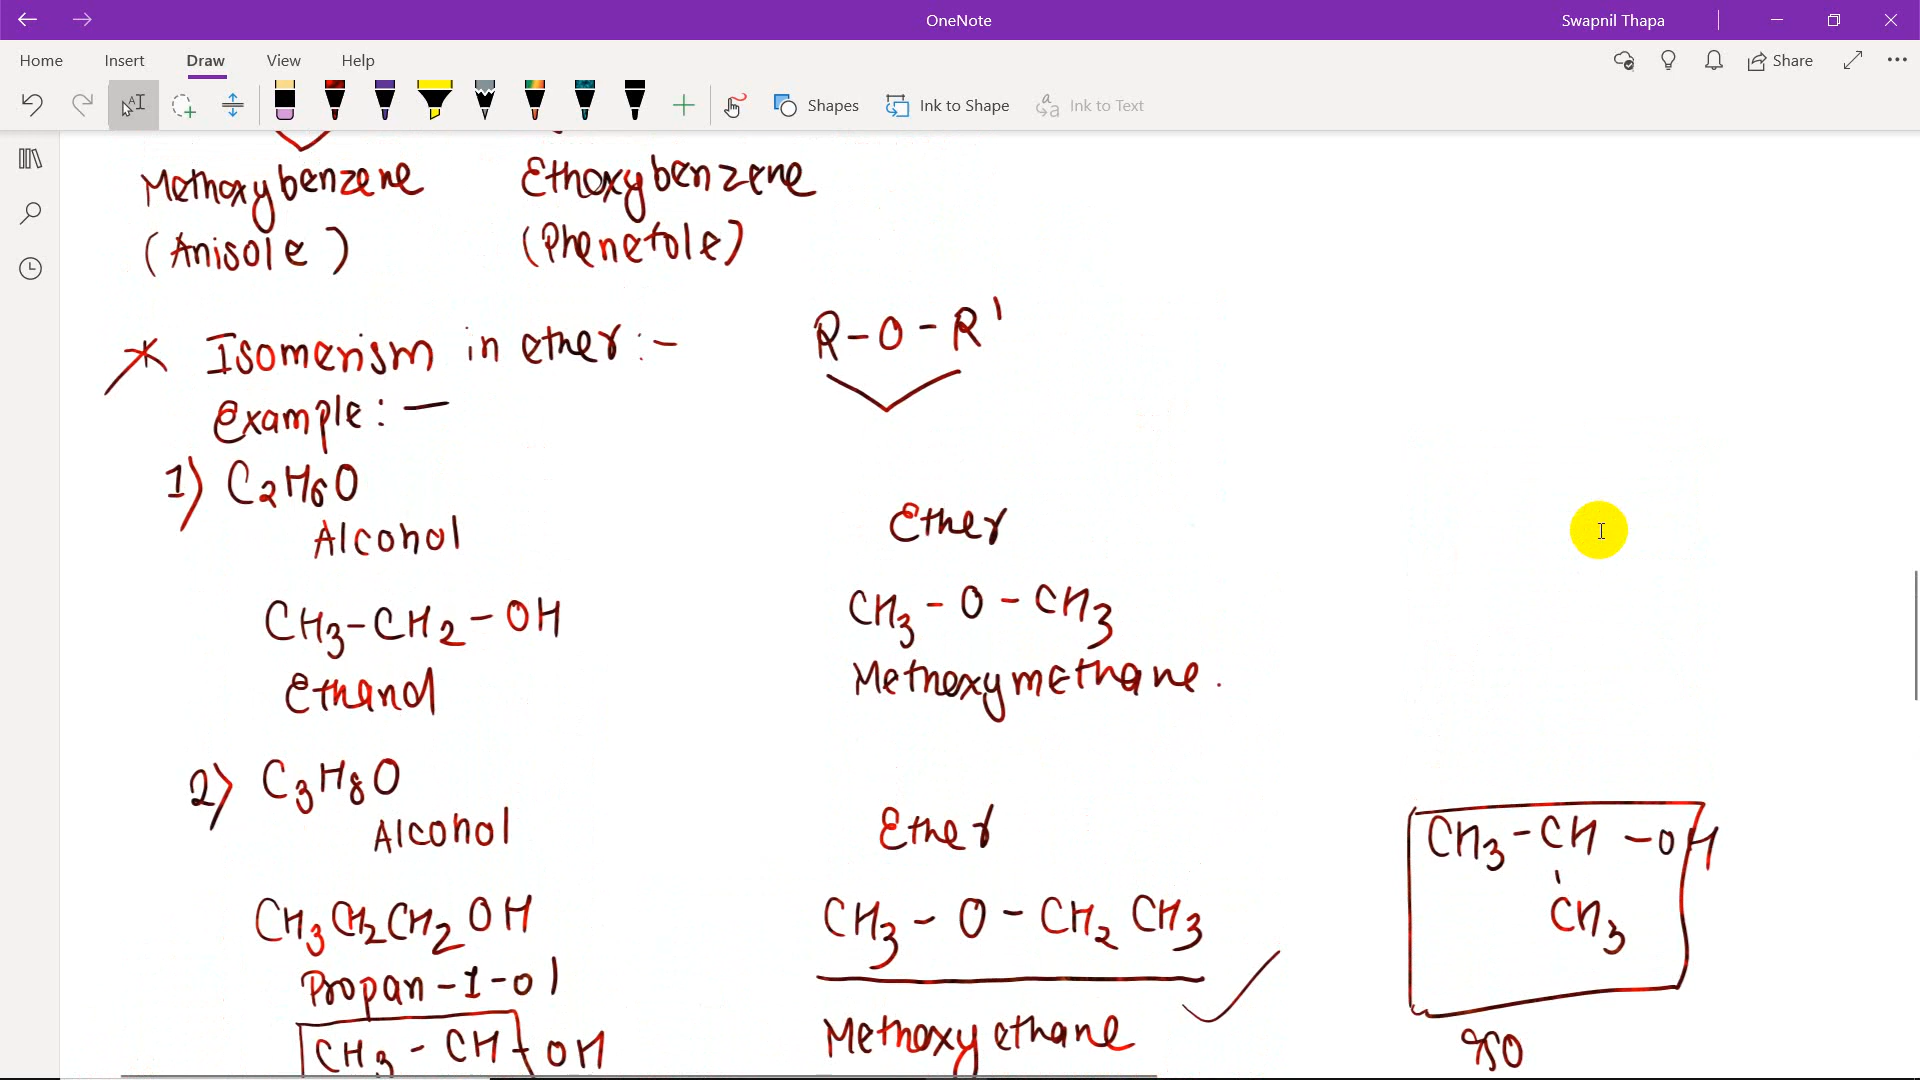 OneNote
Swapnil Thapa
Home Insert Draw View Help
Share
Shapes Ink to Shape Ink to Text
Methoxybenzene Ethoxybenzene
(Anisole) (Phenetole)
* Isomerism in ether :- R-O-R'
Example: —
1) C2H6O
Alcohol Ether
CH3-CH2-OH CH3-O-CH3
Ethanol Methoxymethane.
2) C3H8O
Alcohol Ether
CH3-CH-OH
CH3
CH3CH2CH2OH CH3-O-CH2CH3
Propan-1-ol
Methoxyethane
CH3-CH-OH